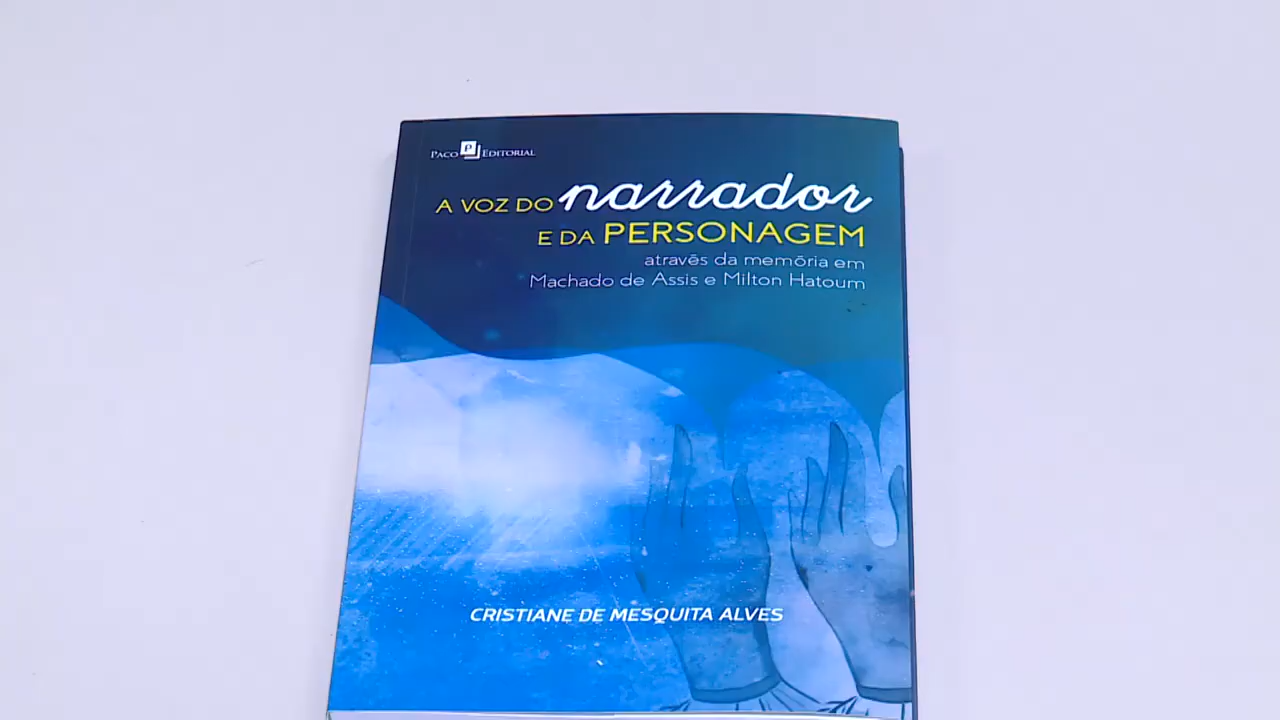 PACO P EDITORIAL
A VOZ DO narrador
E DA PERSONAGEM
através da memória em
Machado de Assis e Milton Hatoum
CRISTIANE DE MESQUITA ALVES